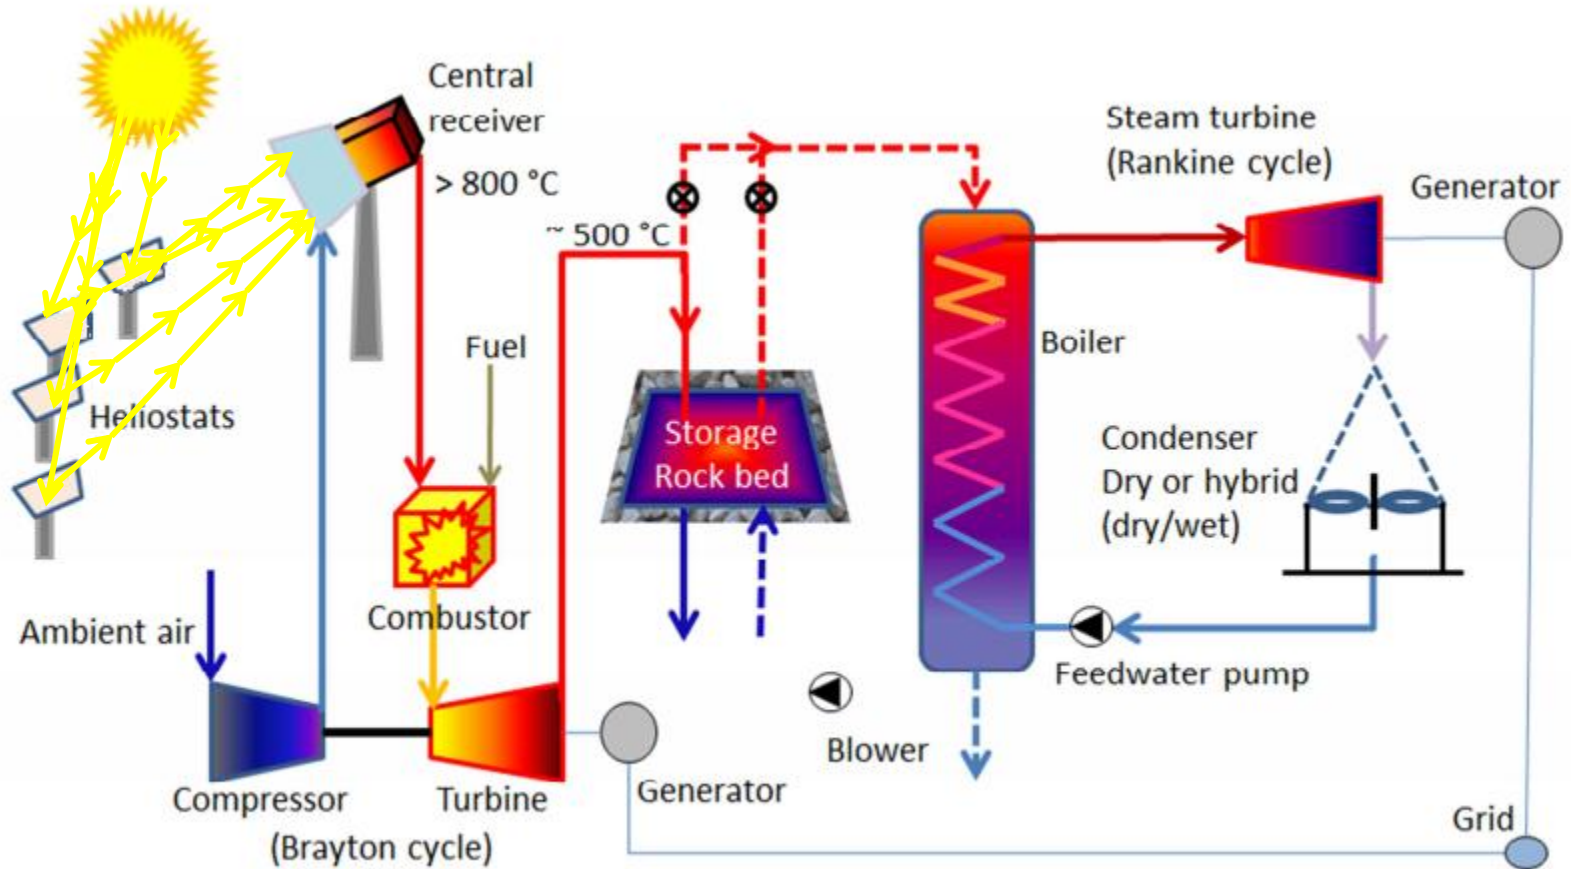 Central
receiver
> 800 °C
~ 500 °C
Steam turbine
(Rankine cycle)
Generator
Fuel
Boiler
Heliostats
Storage
Rock bed
Condenser
Dry or hybrid
(dry/wet)
Ambient air
Combustor
Feedwater pump
Blower
Compressor
Turbine
Generator
(Brayton cycle)
Grid